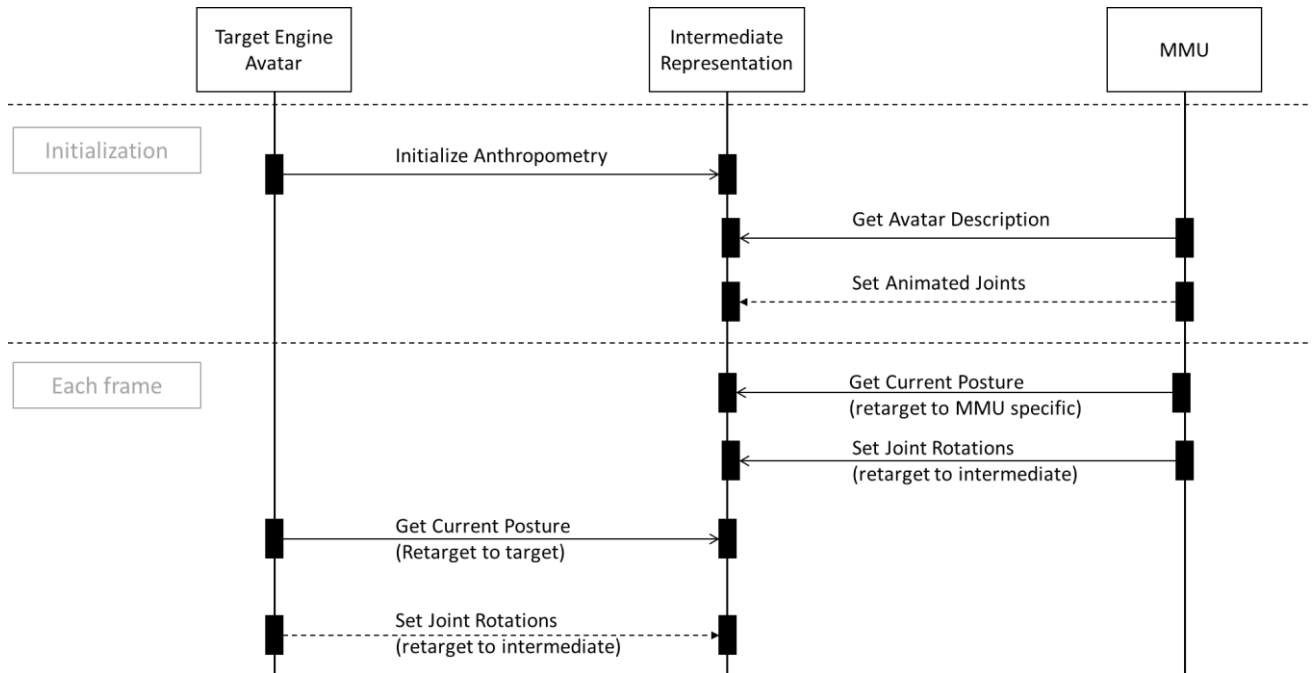 Target Engine
Avatar
Intermediate
Representation
MMU
Initialization
Initialize Anthropometry
Get Avatar Description
Set Animated Joints
Each frame
Get Current Posture
(retarget to MMU specific)
Set Joint Rotations
(retarget to intermediate)
Get Current Posture
(Retarget to target)
Set Joint Rotations
(retarget to intermediate)